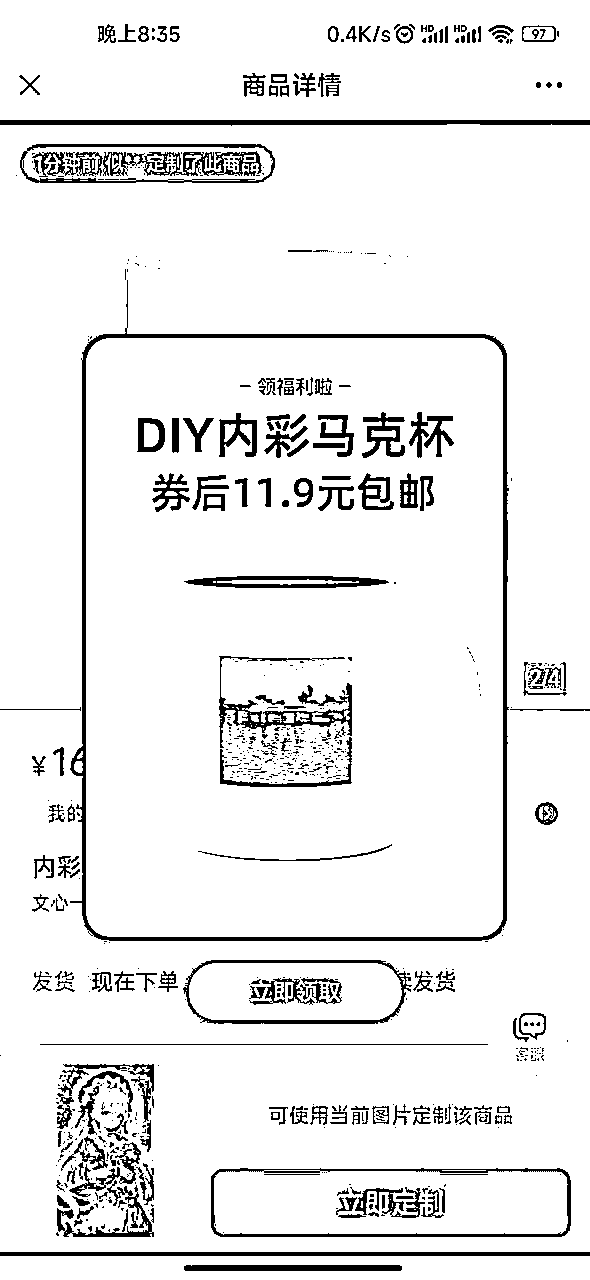 晚上8:35
0.4K/s HD HD 97
商品详情
1分钟前 似**定制了此商品
– 领福利啦 –
DIY内彩马克杯
券后11.9元包邮
2/4
¥16
我的
内彩
文心一
发货 现在下单
发货
立即领取
客服
可使用当前图片定制该商品
立即定制